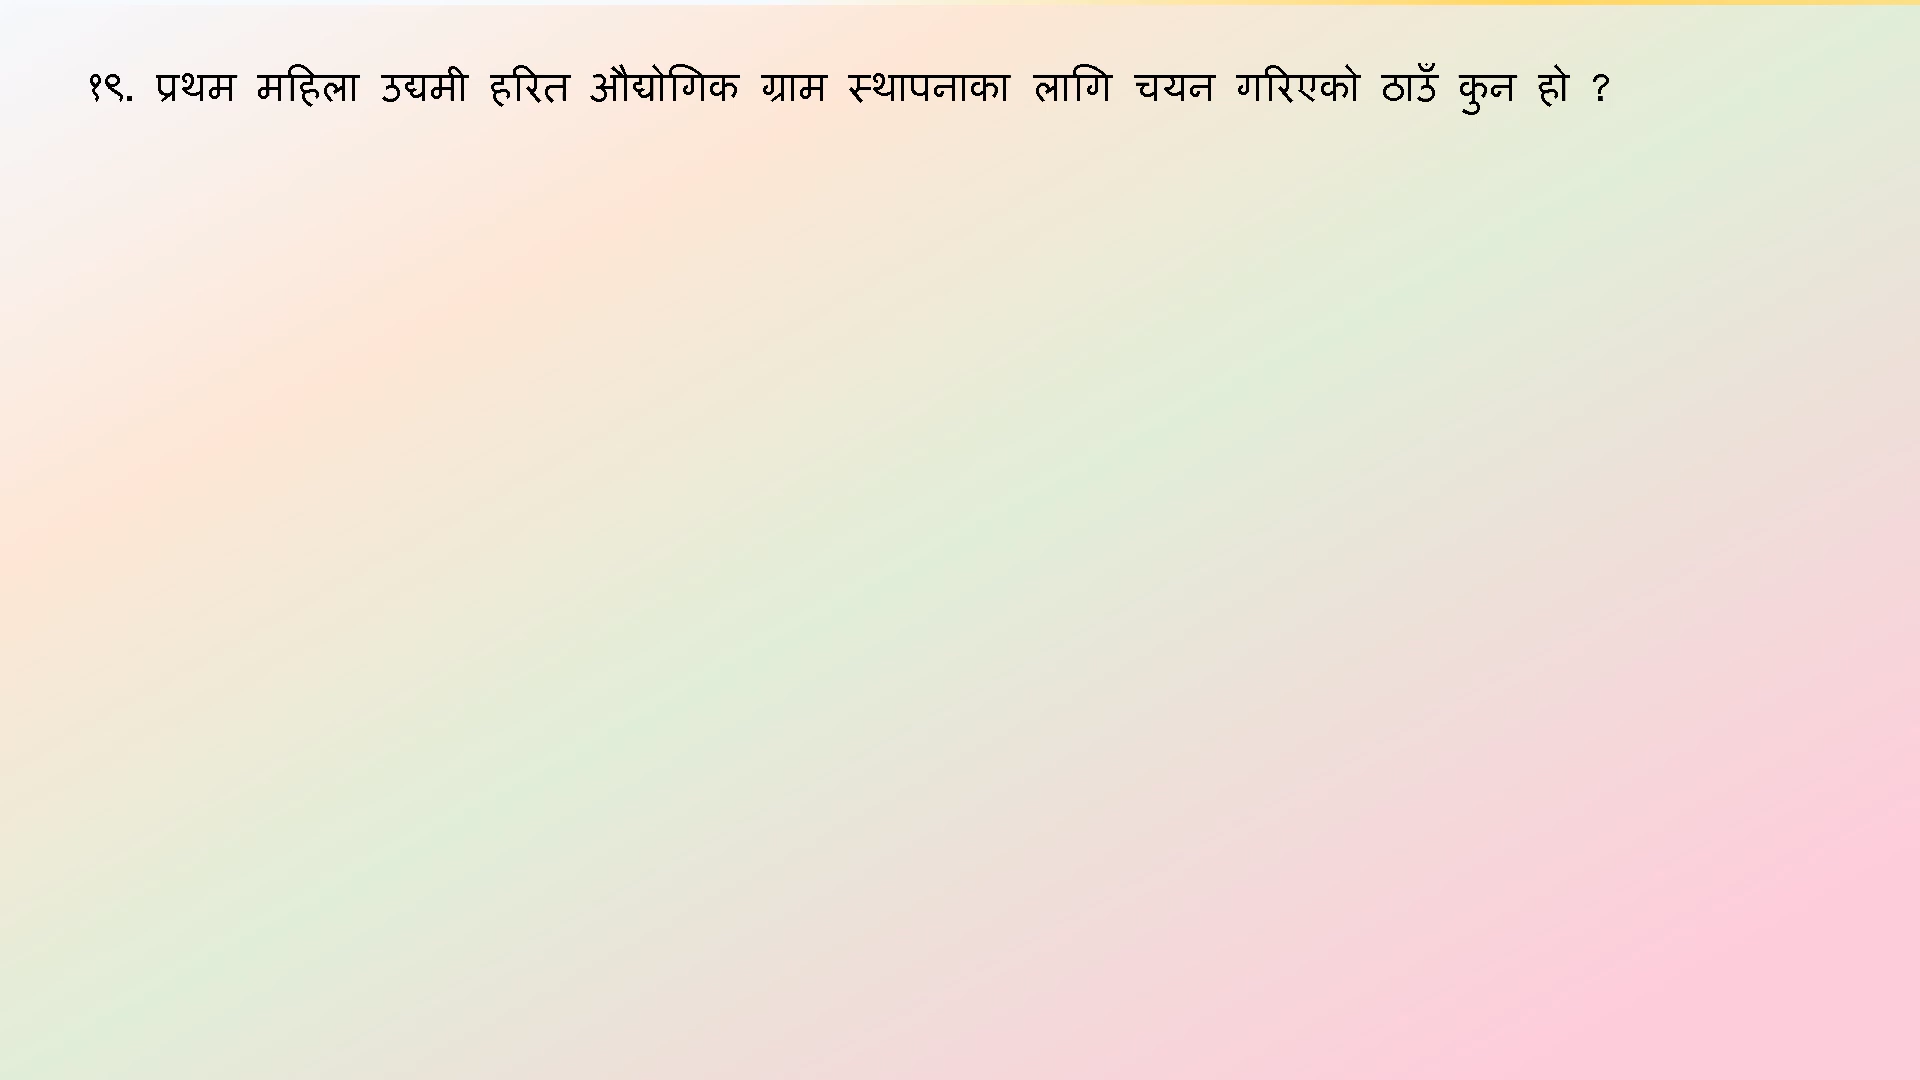 १९. प्रथम महिला उद्यमी हरित औद्योगिक ग्राम स्थापनाका लागि चयन गरिएको ठाउँ कुन हो ?